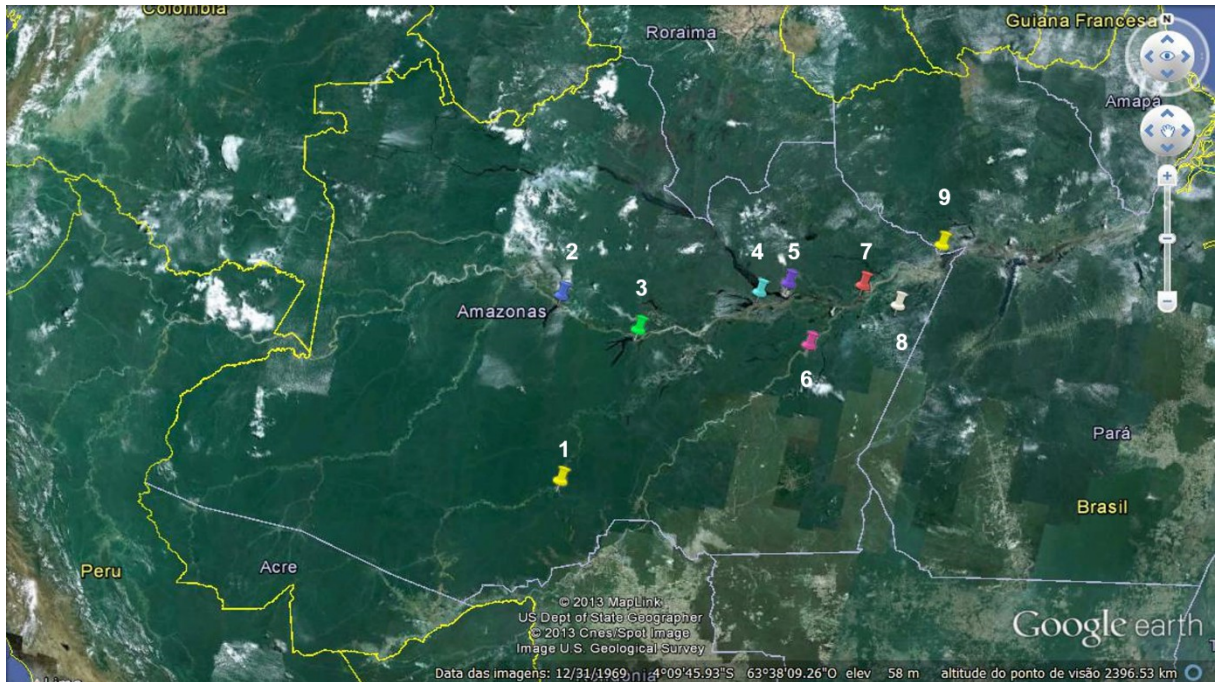 Colombia
Roraima
Guiana Francesa
N
Amapá
9
2
4 5 7
3
Amazonas
8
6
Pará
1
Brasil
Acre
Peru
© 2013 MapLink
US Dept of State Geographer
© 2013 Cnes/Spot Image
Image U.S. Geological Survey
Google earth
Data das imagens: 12/31/1969 4°09'45.93"S 63°38'09.26"O elev 58 m altitude do ponto de visão 2396.53 km
Rondônia